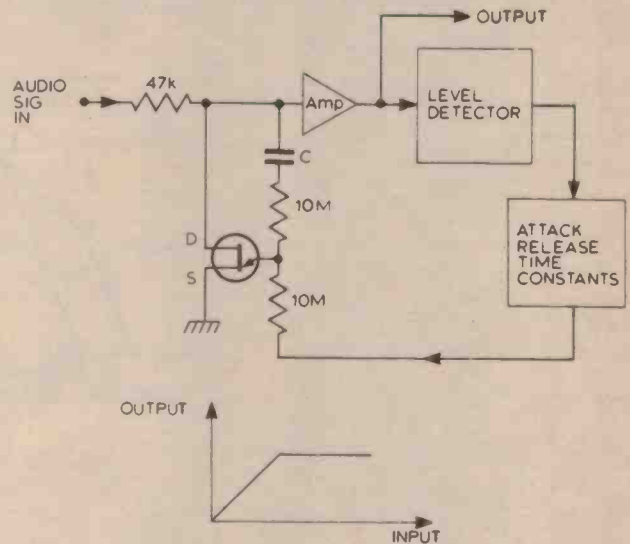 OUTPUT
AUDIO
SIG
IN
47k
Amp
LEVEL
DETECTOR
C
10M
D
S
10M
ATTACK
RELEASE
TIME
CONSTANTS
OUTPUT
INPUT